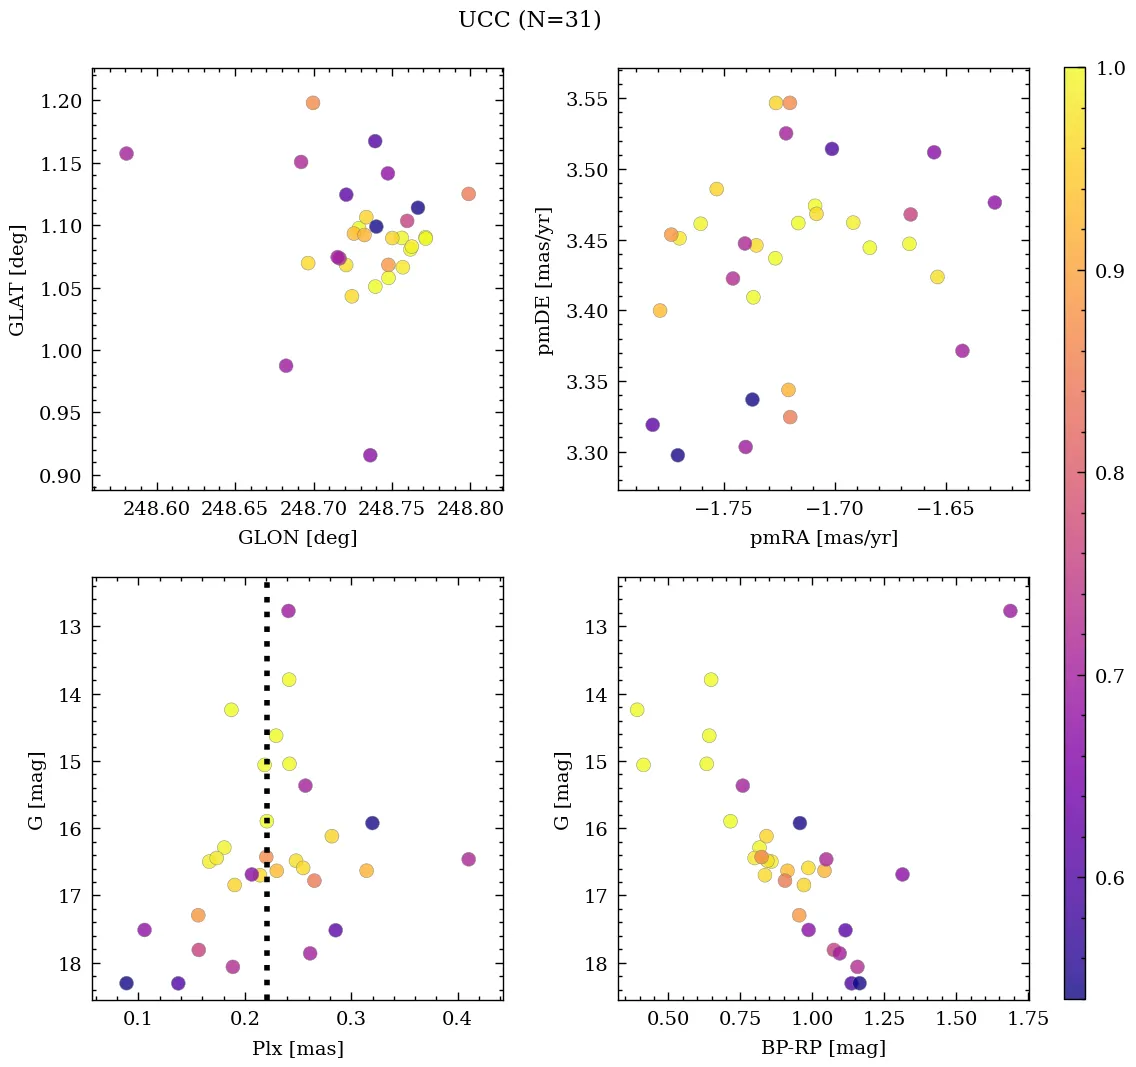 UCC (N=31)
1.20
1.15
1.10
1.05
1.00
0.95
0.90
GLAT [deg]
248.60 248.65 248.70 248.75 248.80
GLON [deg]
3.55
3.50
3.45
3.40
3.35
3.30
pmDE [mas/yr]
−1.75 −1.70 −1.65
pmRA [mas/yr]
1.0
0.9
0.8
0.7
0.6
13
14
15
16
17
18
G [mag]
0.1 0.2 0.3 0.4
Plx [mas]
13
14
15
16
17
18
G [mag]
0.50 0.75 1.00 1.25 1.50 1.75
BP-RP [mag]